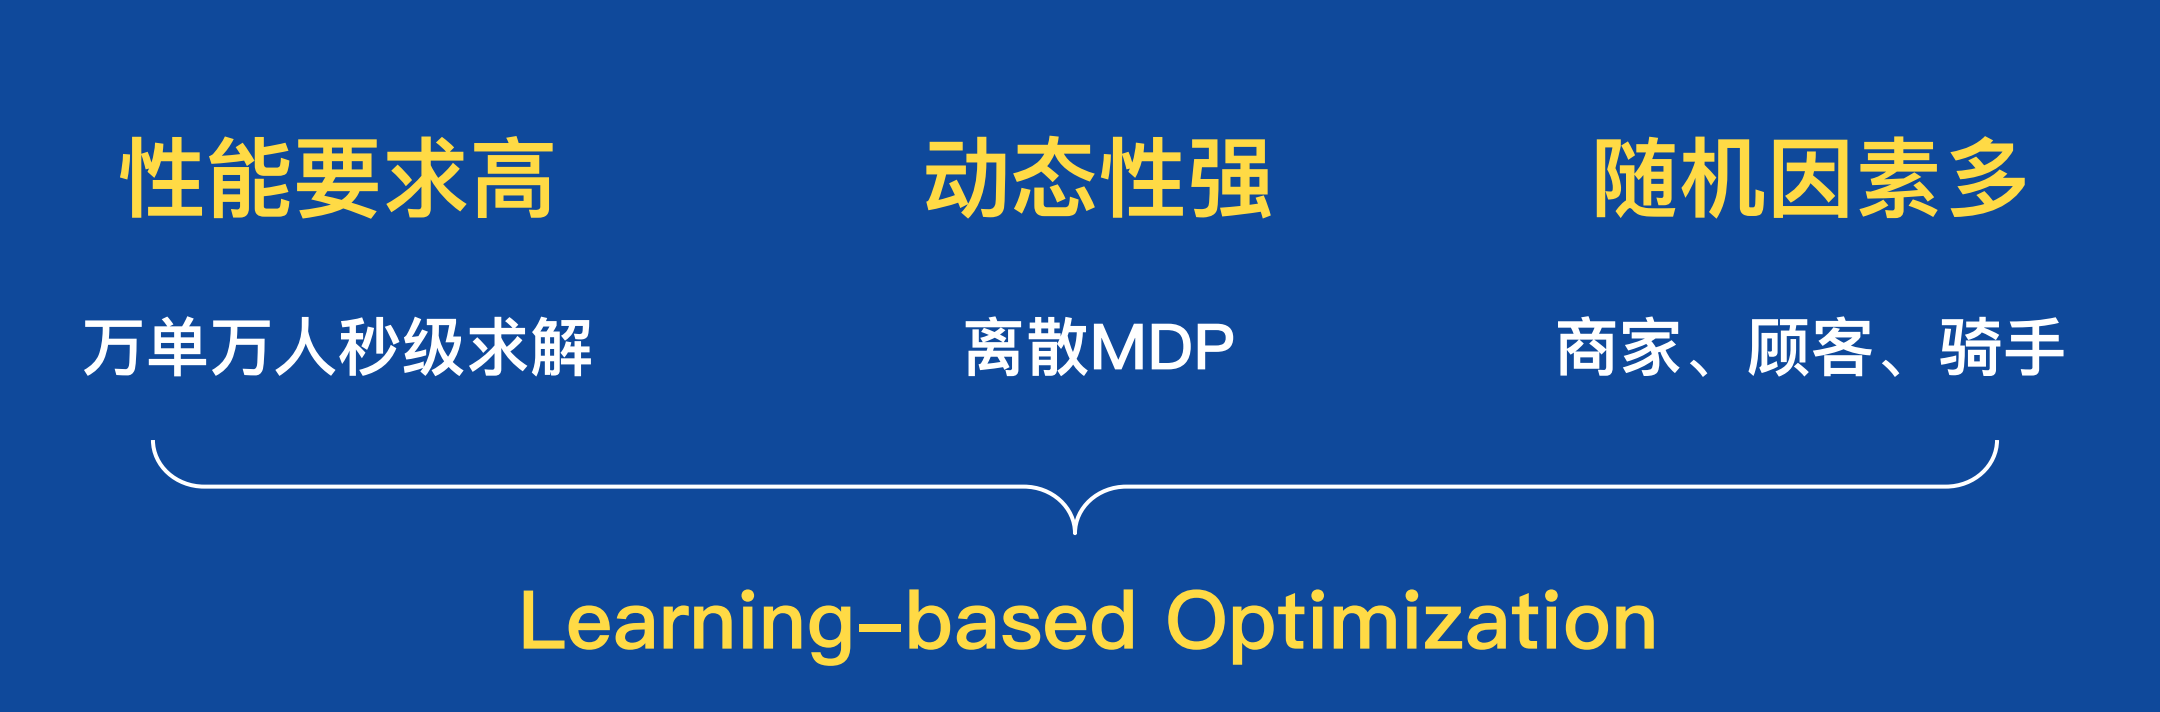 性能要求高
动态性强
随机因素多
万单万人秒级求解
离散MDP
商家、顾客、骑手
Learning-based Optimization